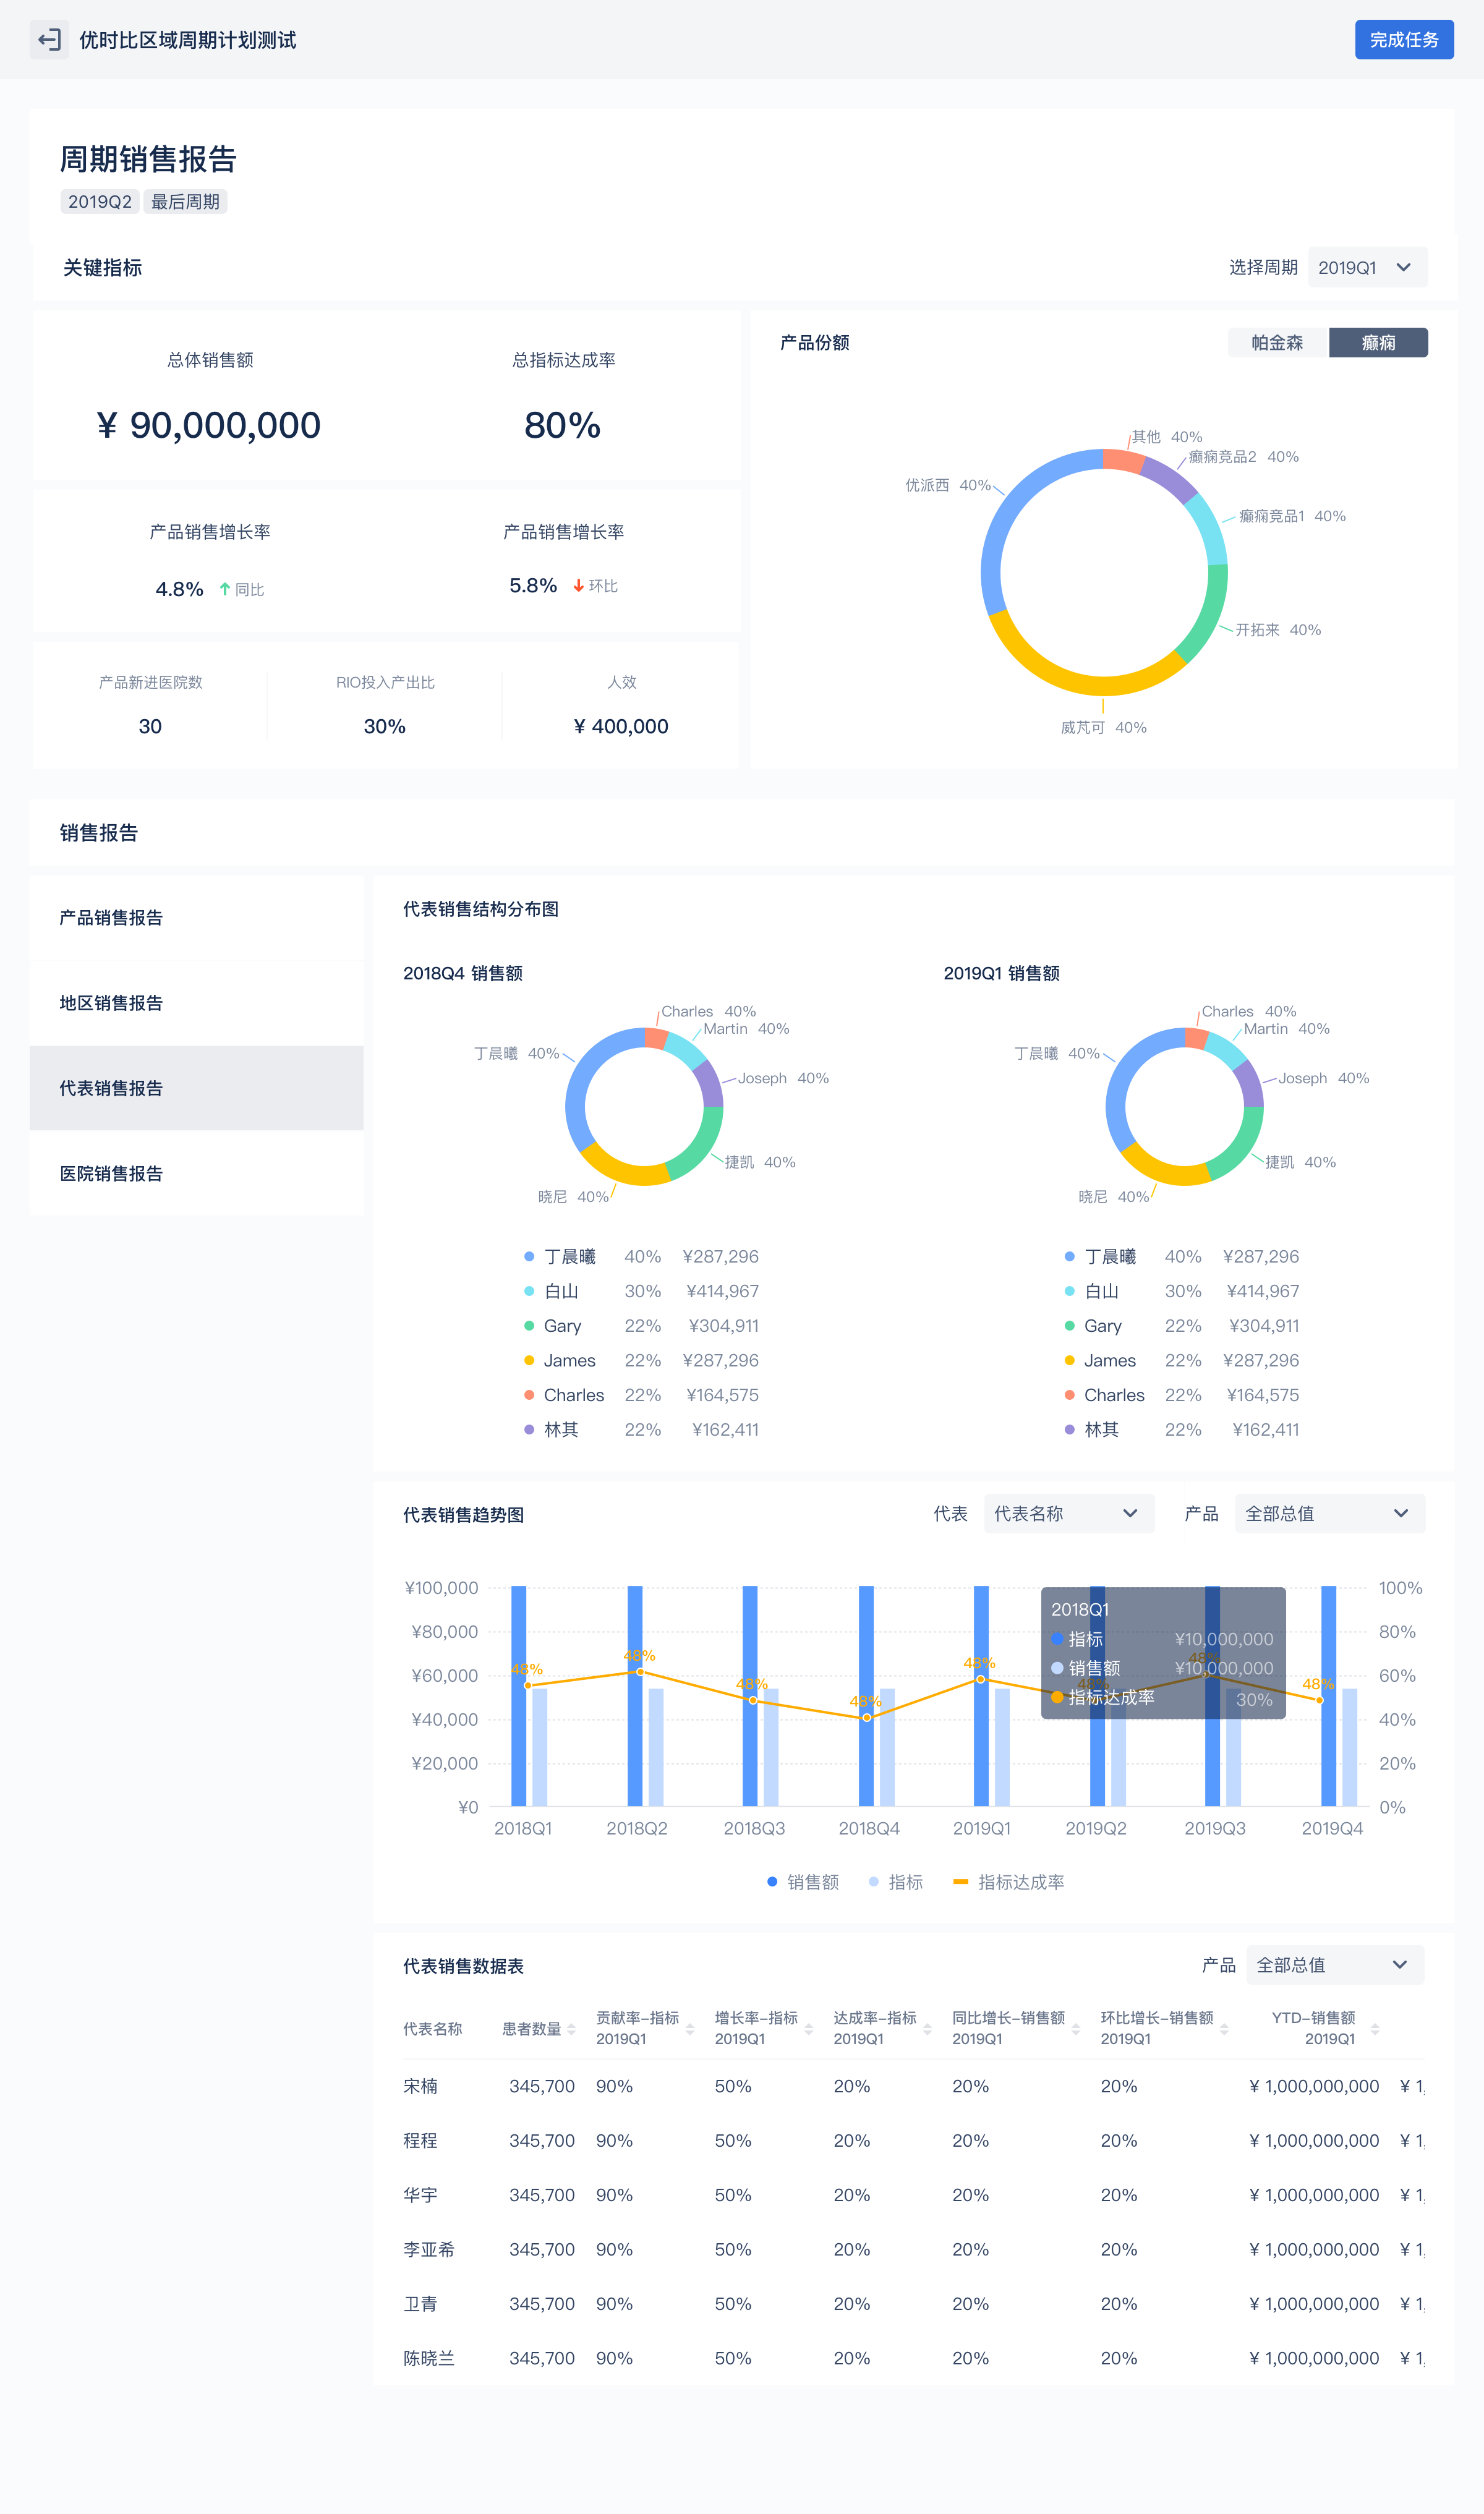 优时比区域周期计划测试
完成任务
周期销售报告
2019Q2 最后周期
关键指标
选择周期 2019Q1
总体销售额
¥ 90,000,000
总指标达成率
80%
产品销售增长率
4.8% 同比
产品销售增长率
5.8% 环比
产品新进医院数
30
RIO投入产出比
30%
人效
¥ 400,000
产品份额
帕金森 癫痫
其他 40%
癫痫竞品2 40%
优派西 40%
癫痫竞品1 40%
开拓来 40%
威芃可 40%
销售报告
产品销售报告
地区销售报告
代表销售报告
医院销售报告
代表销售结构分布图
2018Q4 销售额
Charles 40%
Martin 40%
丁晨曦 40%
Joseph 40%
捷凯 40%
晓尼 40%
丁晨曦 40% ¥287,296
白山 30% ¥414,967
Gary 22% ¥304,911
James 22% ¥287,296
Charles 22% ¥164,575
林其 22% ¥162,411
2019Q1 销售额
Charles 40%
Martin 40%
丁晨曦 40%
Joseph 40%
捷凯 40%
晓尼 40%
丁晨曦 40% ¥287,296
白山 30% ¥414,967
Gary 22% ¥304,911
James 22% ¥287,296
Charles 22% ¥164,575
林其 22% ¥162,411
代表销售趋势图
代表 代表名称 产品 全部总值
¥100,000 100%
¥80,000 80%
¥60,000 60%
¥40,000 40%
¥20,000 20%
¥0 0%
48% 48% 48% 48% 48% 48% 48% 48%
2018Q1
指标 ¥10,000,000
销售额 ¥10,000,000
指标达成率 30%
2018Q1 2018Q2 2018Q3 2018Q4 2019Q1 2019Q2 2019Q3 2019Q4
销售额 指标 指标达成率
代表销售数据表
产品 全部总值
代表名称 患者数量 贡献率–指标 2019Q1 增长率–指标 2019Q1 达成率–指标 2019Q1 同比增长–销售额 2019Q1 环比增长–销售额 2019Q1 YTD–销售额 2019Q1
宋楠 345,700 90% 50% 20% 20% 20% ¥ 1,000,000,000 ¥ 1,
程程 345,700 90% 50% 20% 20% 20% ¥ 1,000,000,000 ¥ 1,
华宇 345,700 90% 50% 20% 20% 20% ¥ 1,000,000,000 ¥ 1,
李亚希 345,700 90% 50% 20% 20% 20% ¥ 1,000,000,000 ¥ 1,
卫青 345,700 90% 50% 20% 20% 20% ¥ 1,000,000,000 ¥ 1,
陈晓兰 345,700 90% 50% 20% 20% 20% ¥ 1,000,000,000 ¥ 1,